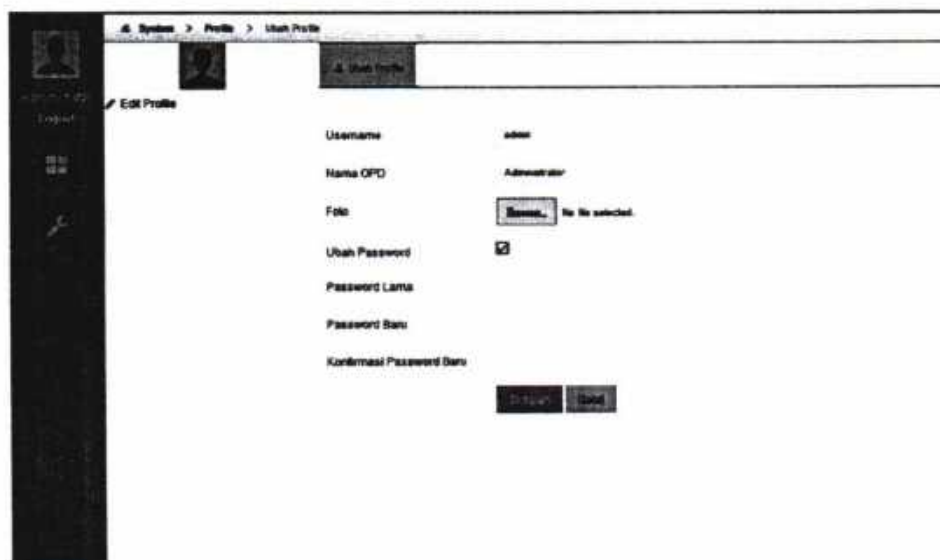 System > Profile > Ubah Profile
Ubah Profile
Logout
Edit Profile
Username admin
Nama OPD Administrator
Foto Browse... No file selected.
Ubah Password
Password Lama
Password Baru
Konfirmasi Password Baru
Simpan Batal